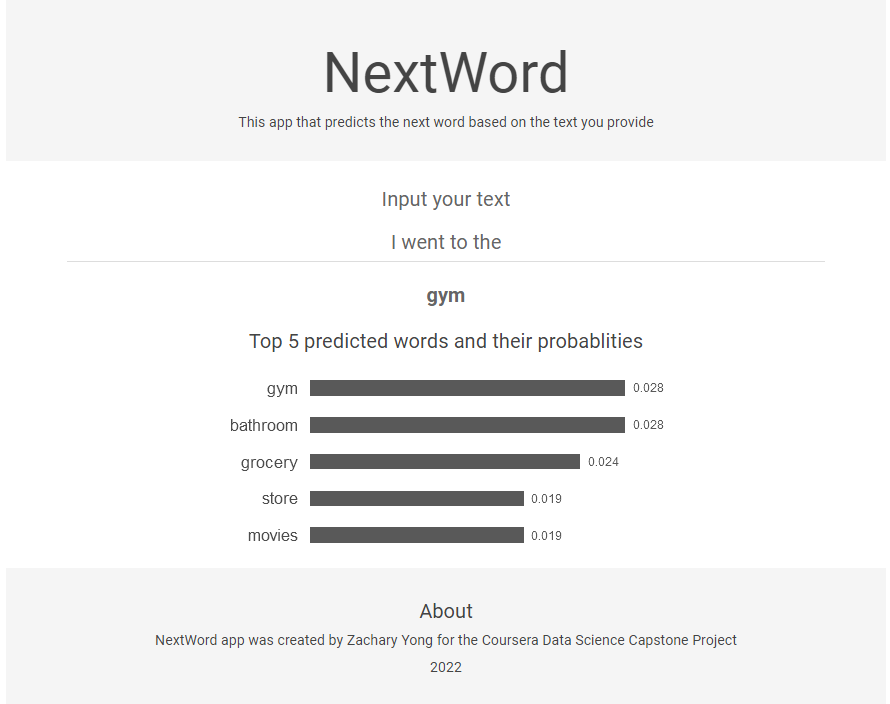 NextWord
This app that predicts the next word based on the text you provide
Input your text
I went to the
gym
Top 5 predicted words and their probablities
gym 0.028
bathroom 0.028
grocery 0.024
store 0.019
movies 0.019
About
NextWord app was created by Zachary Yong for the Coursera Data Science Capstone Project
2022